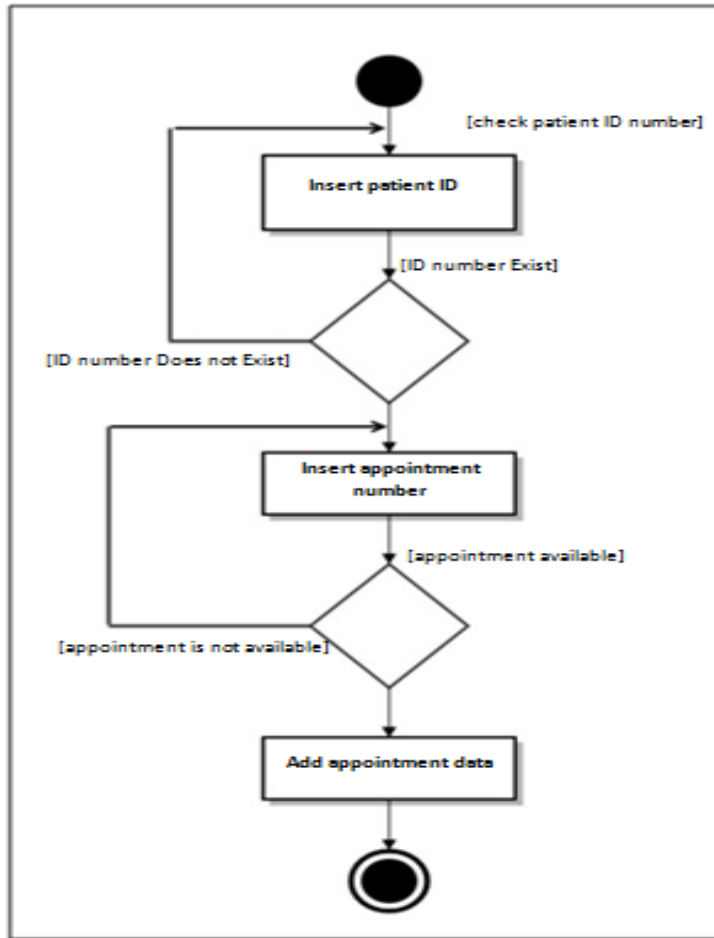 [check patient ID number]
Insert patient ID
[ID number Exist]
[ID number Does not Exist]
Insert appointment
number
[appointment available]
[appointment is not available]
Add appointment data